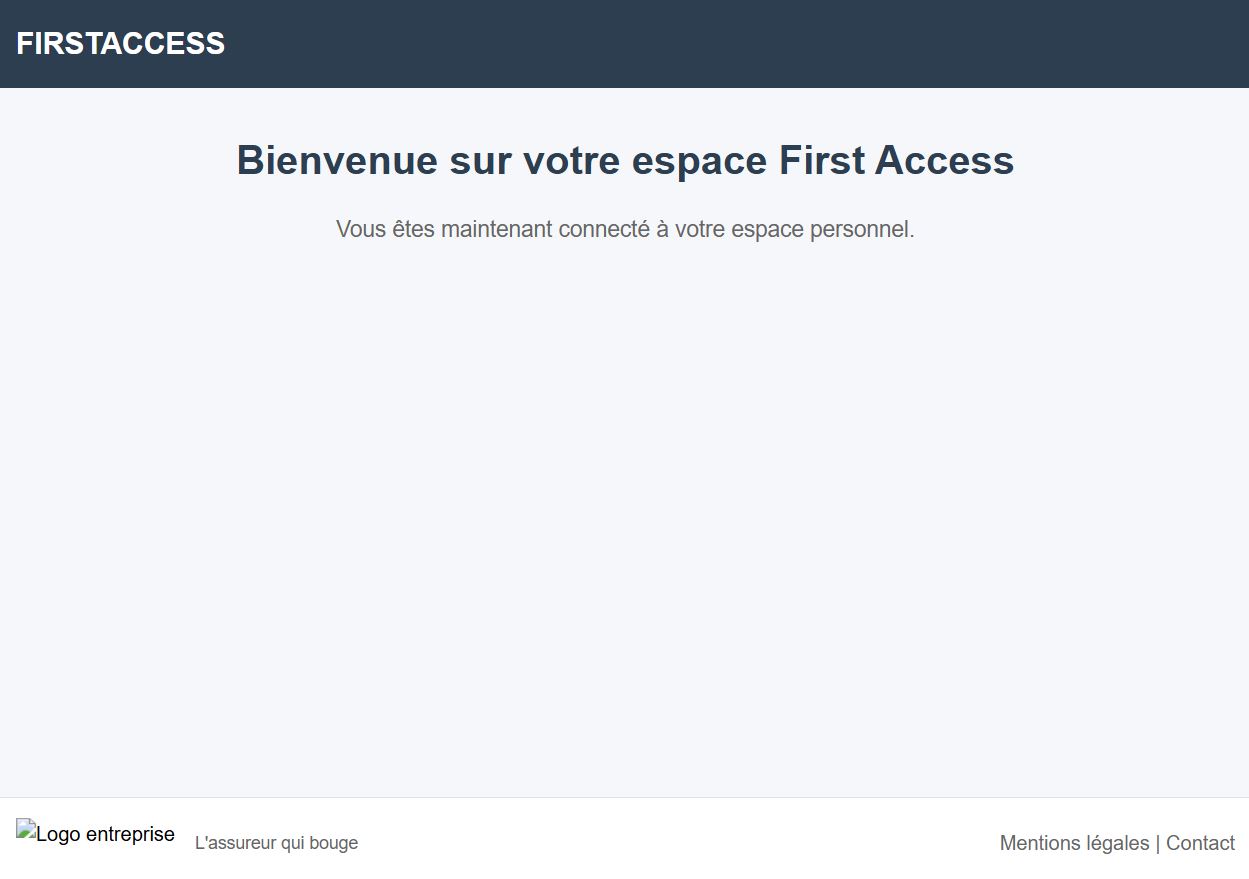 FIRSTACCESS
Bienvenue sur votre espace First Access
Vous êtes maintenant connecté à votre espace personnel.
Logo entreprise L'assureur qui bouge Mentions légales | Contact